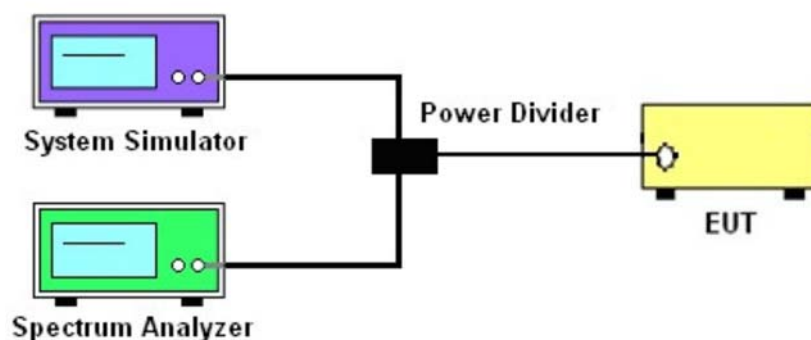 System Simulator
Power Divider
EUT
Spectrum Analyzer